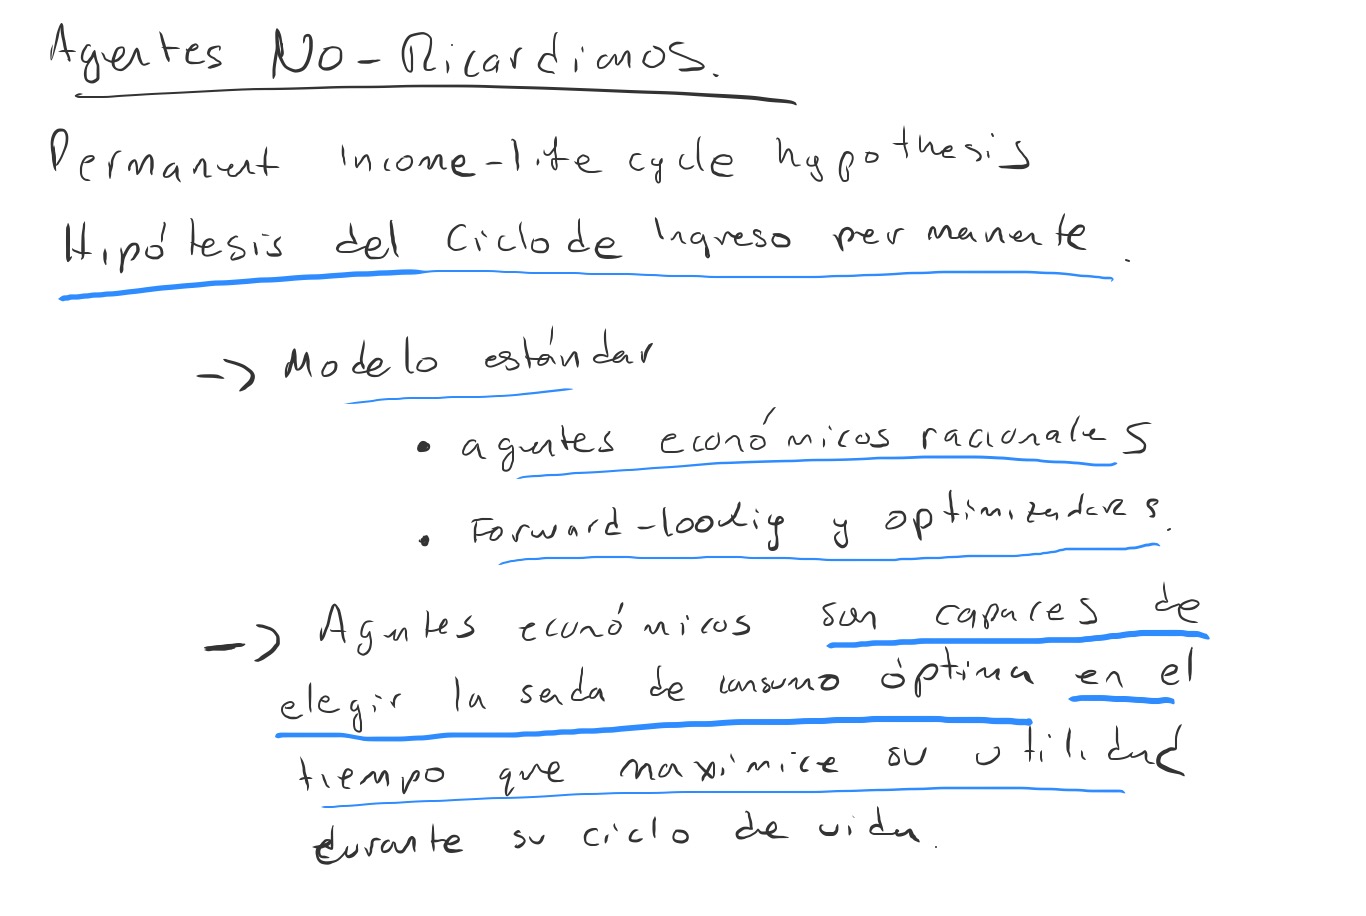 Agentes No-Ricardianos.
Permanent income-life cycle hypothesis
Hipótesis del Ciclo de Ingreso permanente.
-> Modelo estándar
• agentes económicos racionales
• Forward-looking y optimizadores.
-> Agentes económicos son capaces de
elegir la senda de consumo óptima en el
tiempo que maximice su utilidad
durante su ciclo de vida.